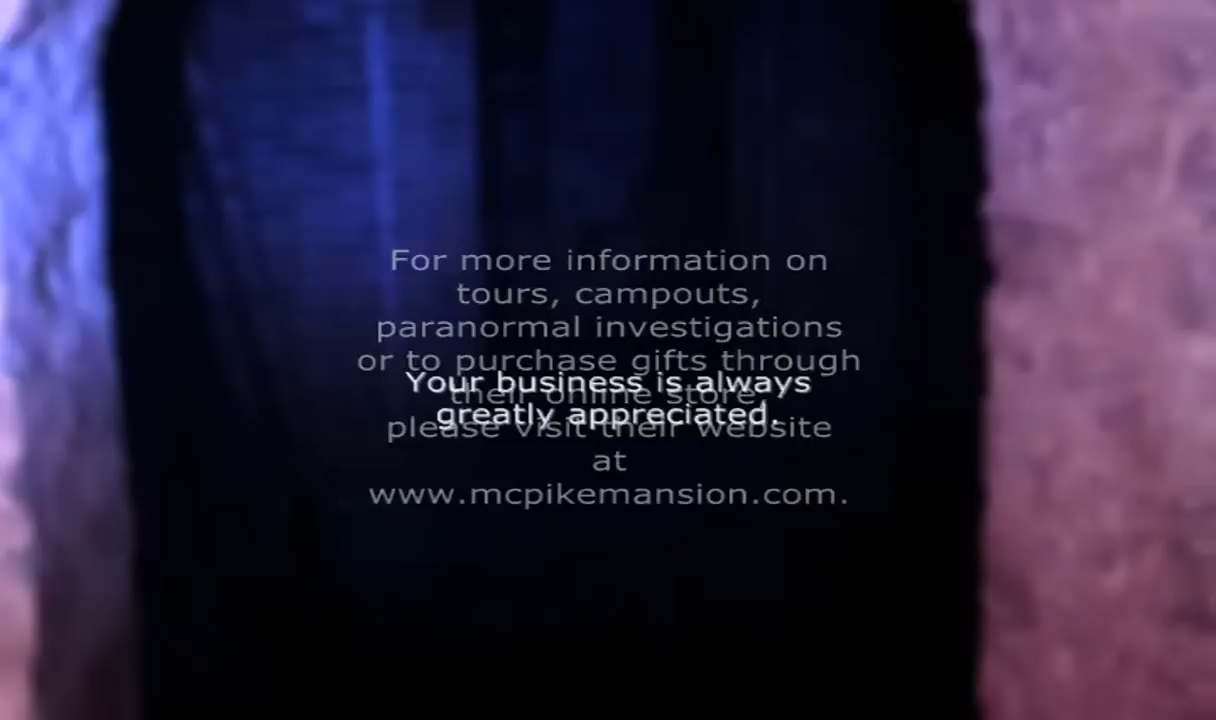 For more information on
tours, campouts,
paranormal investigations
or to purchase gifts through
Your business is always
their online store
greatly appreciated.
please visit their website
at
www.mcpikemansion.com.